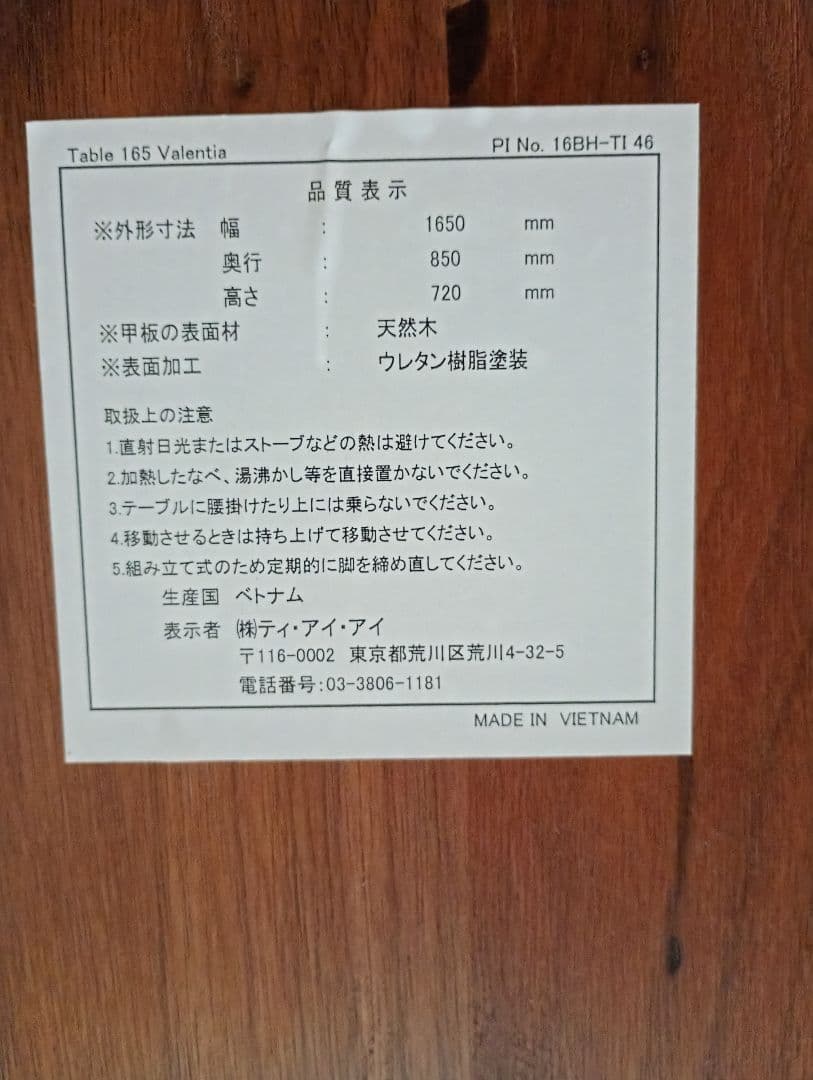 Table 165 Valentia PI No. 16BH-TI 46
品質表示
※外形寸法 幅 : 1650 mm
奥行 : 850 mm
高さ : 720 mm
※甲板の表面材 : 天然木
※表面加工 : ウレタン樹脂塗装
取扱上の注意
1.直射日光またはストーブなどの熱は避けてください。
2.加熱したなべ、湯沸かし等を直接置かないでください。
3.テーブルに腰掛けたり上には乗らないでください。
4.移動させるときは持ち上げて移動させてください。
5.組み立て式のため定期的に脚を締め直してください。
生産国 ベトナム
表示者 ㈱ティ・アイ・アイ
〒116-0002 東京都荒川区荒川4-32-5
電話番号:03-3806-1181
MADE IN VIETNAM